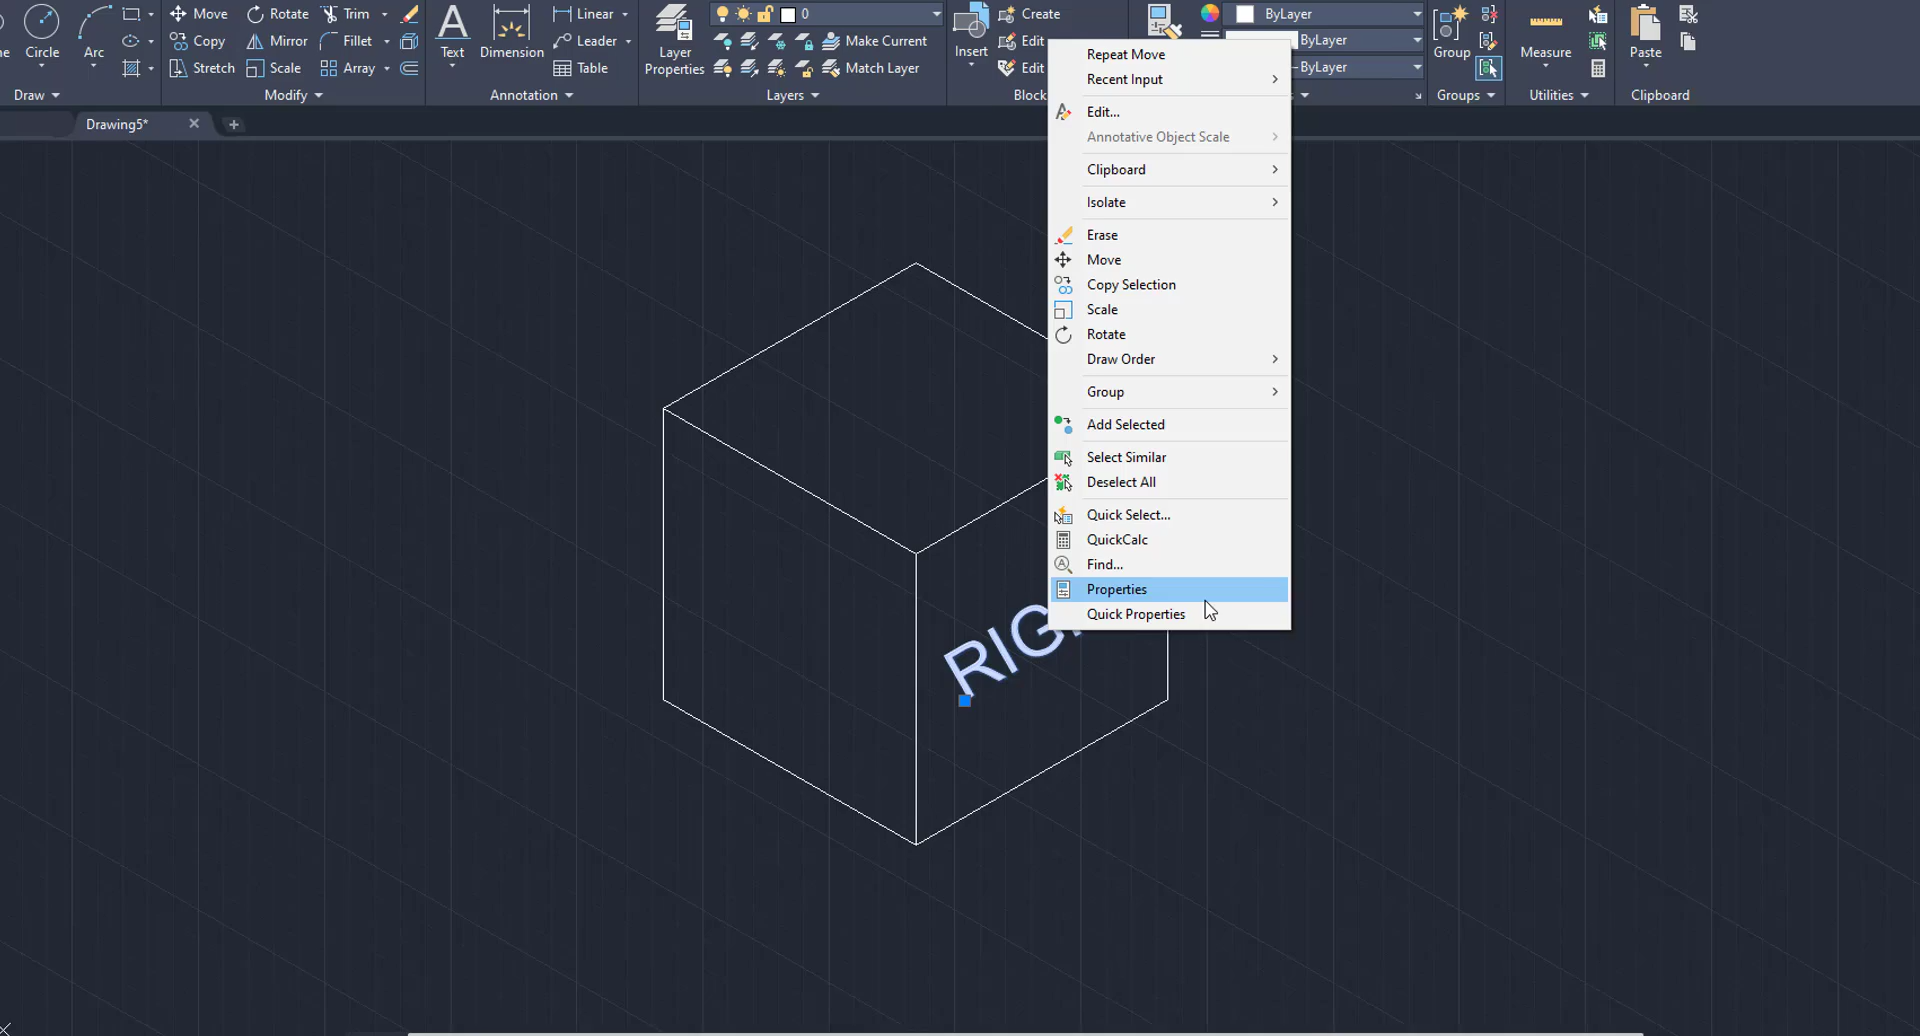 Circle
Arc
Draw
Move
Rotate
Trim
Copy
Mirror
Fillet
Stretch
Scale
Array
Modify
Text
Dimension
Linear
Leader
Table
Annotation
Layer
Properties
0
Make Current
Match Layer
Layers
Insert
Create
Edit
Edit
Block
ByLayer
ByLayer
ByLayer
Group
Groups
Measure
Utilities
Paste
Clipboard
Drawing5*
Repeat Move
Recent Input
Edit...
Annotative Object Scale
Clipboard
Isolate
Erase
Move
Copy Selection
Scale
Rotate
Draw Order
Group
Add Selected
Select Similar
Deselect All
Quick Select...
QuickCalc
Find...
Properties
Quick Properties
RIG